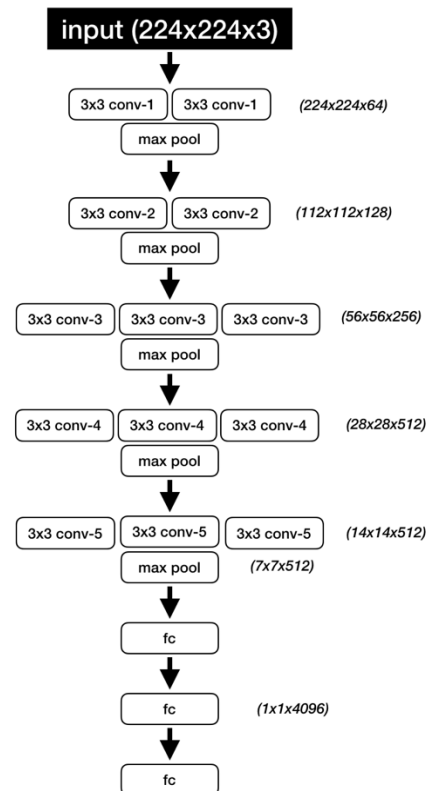 input (224x224x3)
3x3 conv-1 3x3 conv-1 (224x224x64)
max pool
3x3 conv-2 3x3 conv-2 (112x112x128)
max pool
3x3 conv-3 3x3 conv-3 3x3 conv-3 (56x56x256)
max pool
3x3 conv-4 3x3 conv-4 3x3 conv-4 (28x28x512)
max pool
3x3 conv-5 3x3 conv-5 3x3 conv-5 (14x14x512)
max pool (7x7x512)
fc
fc (1x1x4096)
fc